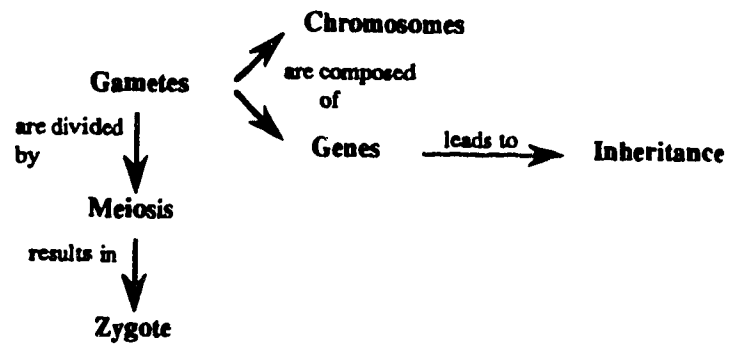 Chromosomes
Gametes
are composed
of
are divided
by
Genes
leads to
Inheritance
Meiosis
results in
Zygote